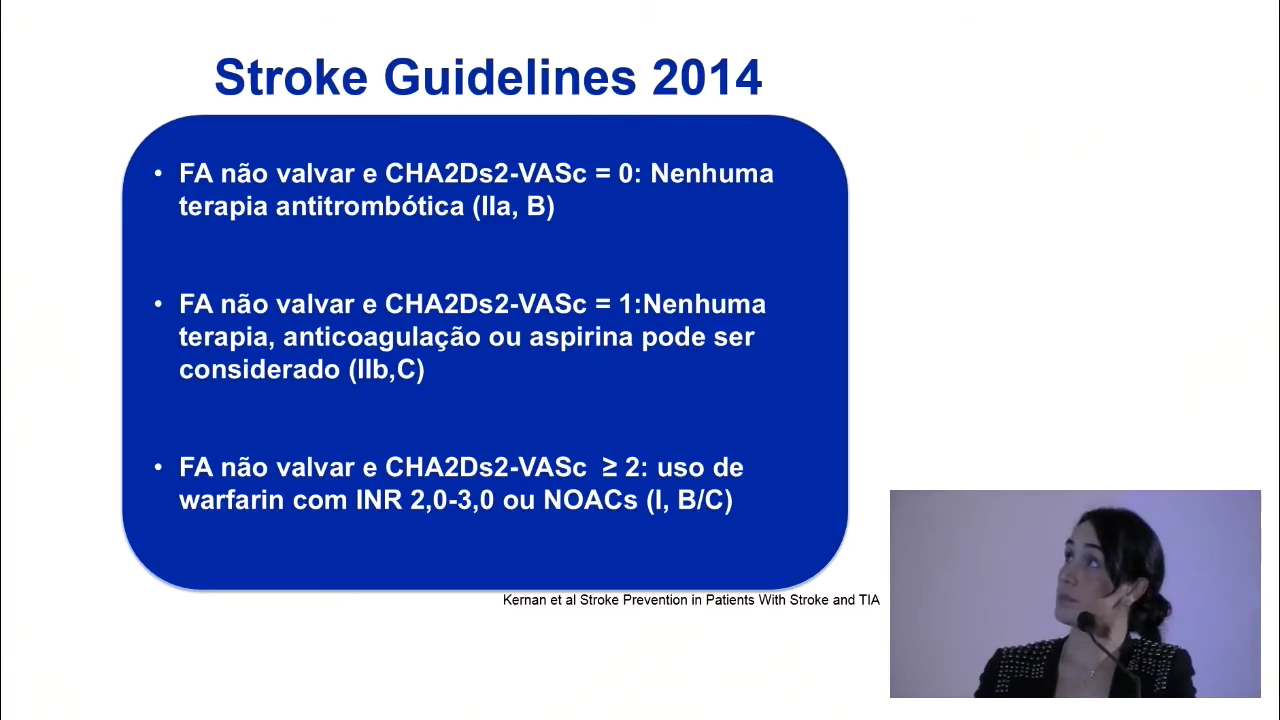 Stroke Guidelines 2014
• FA não valvar e CHA2Ds2-VASc = 0: Nenhuma
terapia antitrombótica (IIa, B)
• FA não valvar e CHA2Ds2-VASc = 1:Nenhuma
terapia, anticoagulação ou aspirina pode ser
considerado (IIb,C)
• FA não valvar e CHA2Ds2-VASc ≥ 2: uso de
warfarin com INR 2,0-3,0 ou NOACs (I, B/C)
Kernan et al Stroke Prevention in Patients With Stroke and TIA